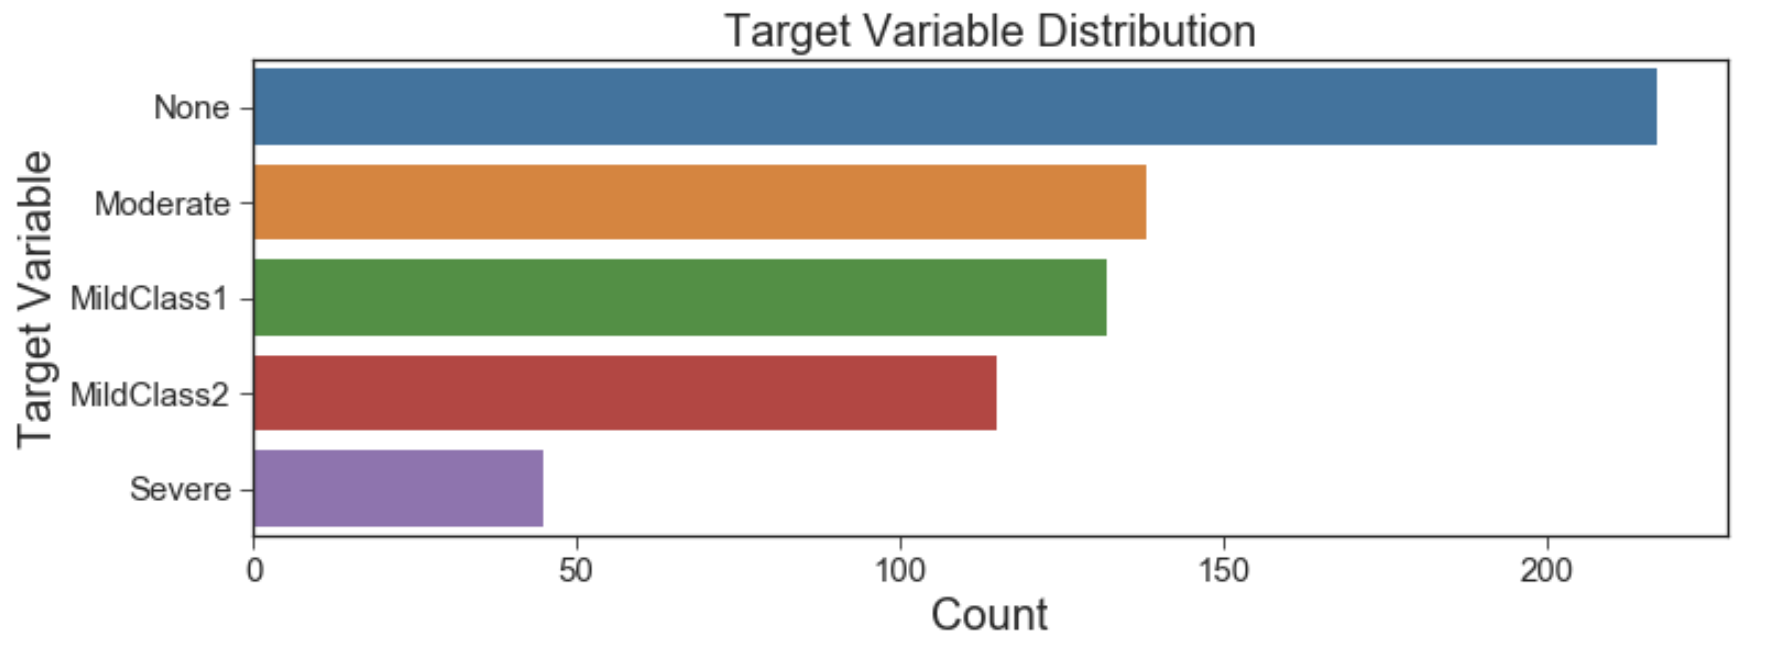 Target Variable Distribution
Target Variable
None
Moderate
MildClass1
MildClass2
Severe
0 50 100 150 200
Count